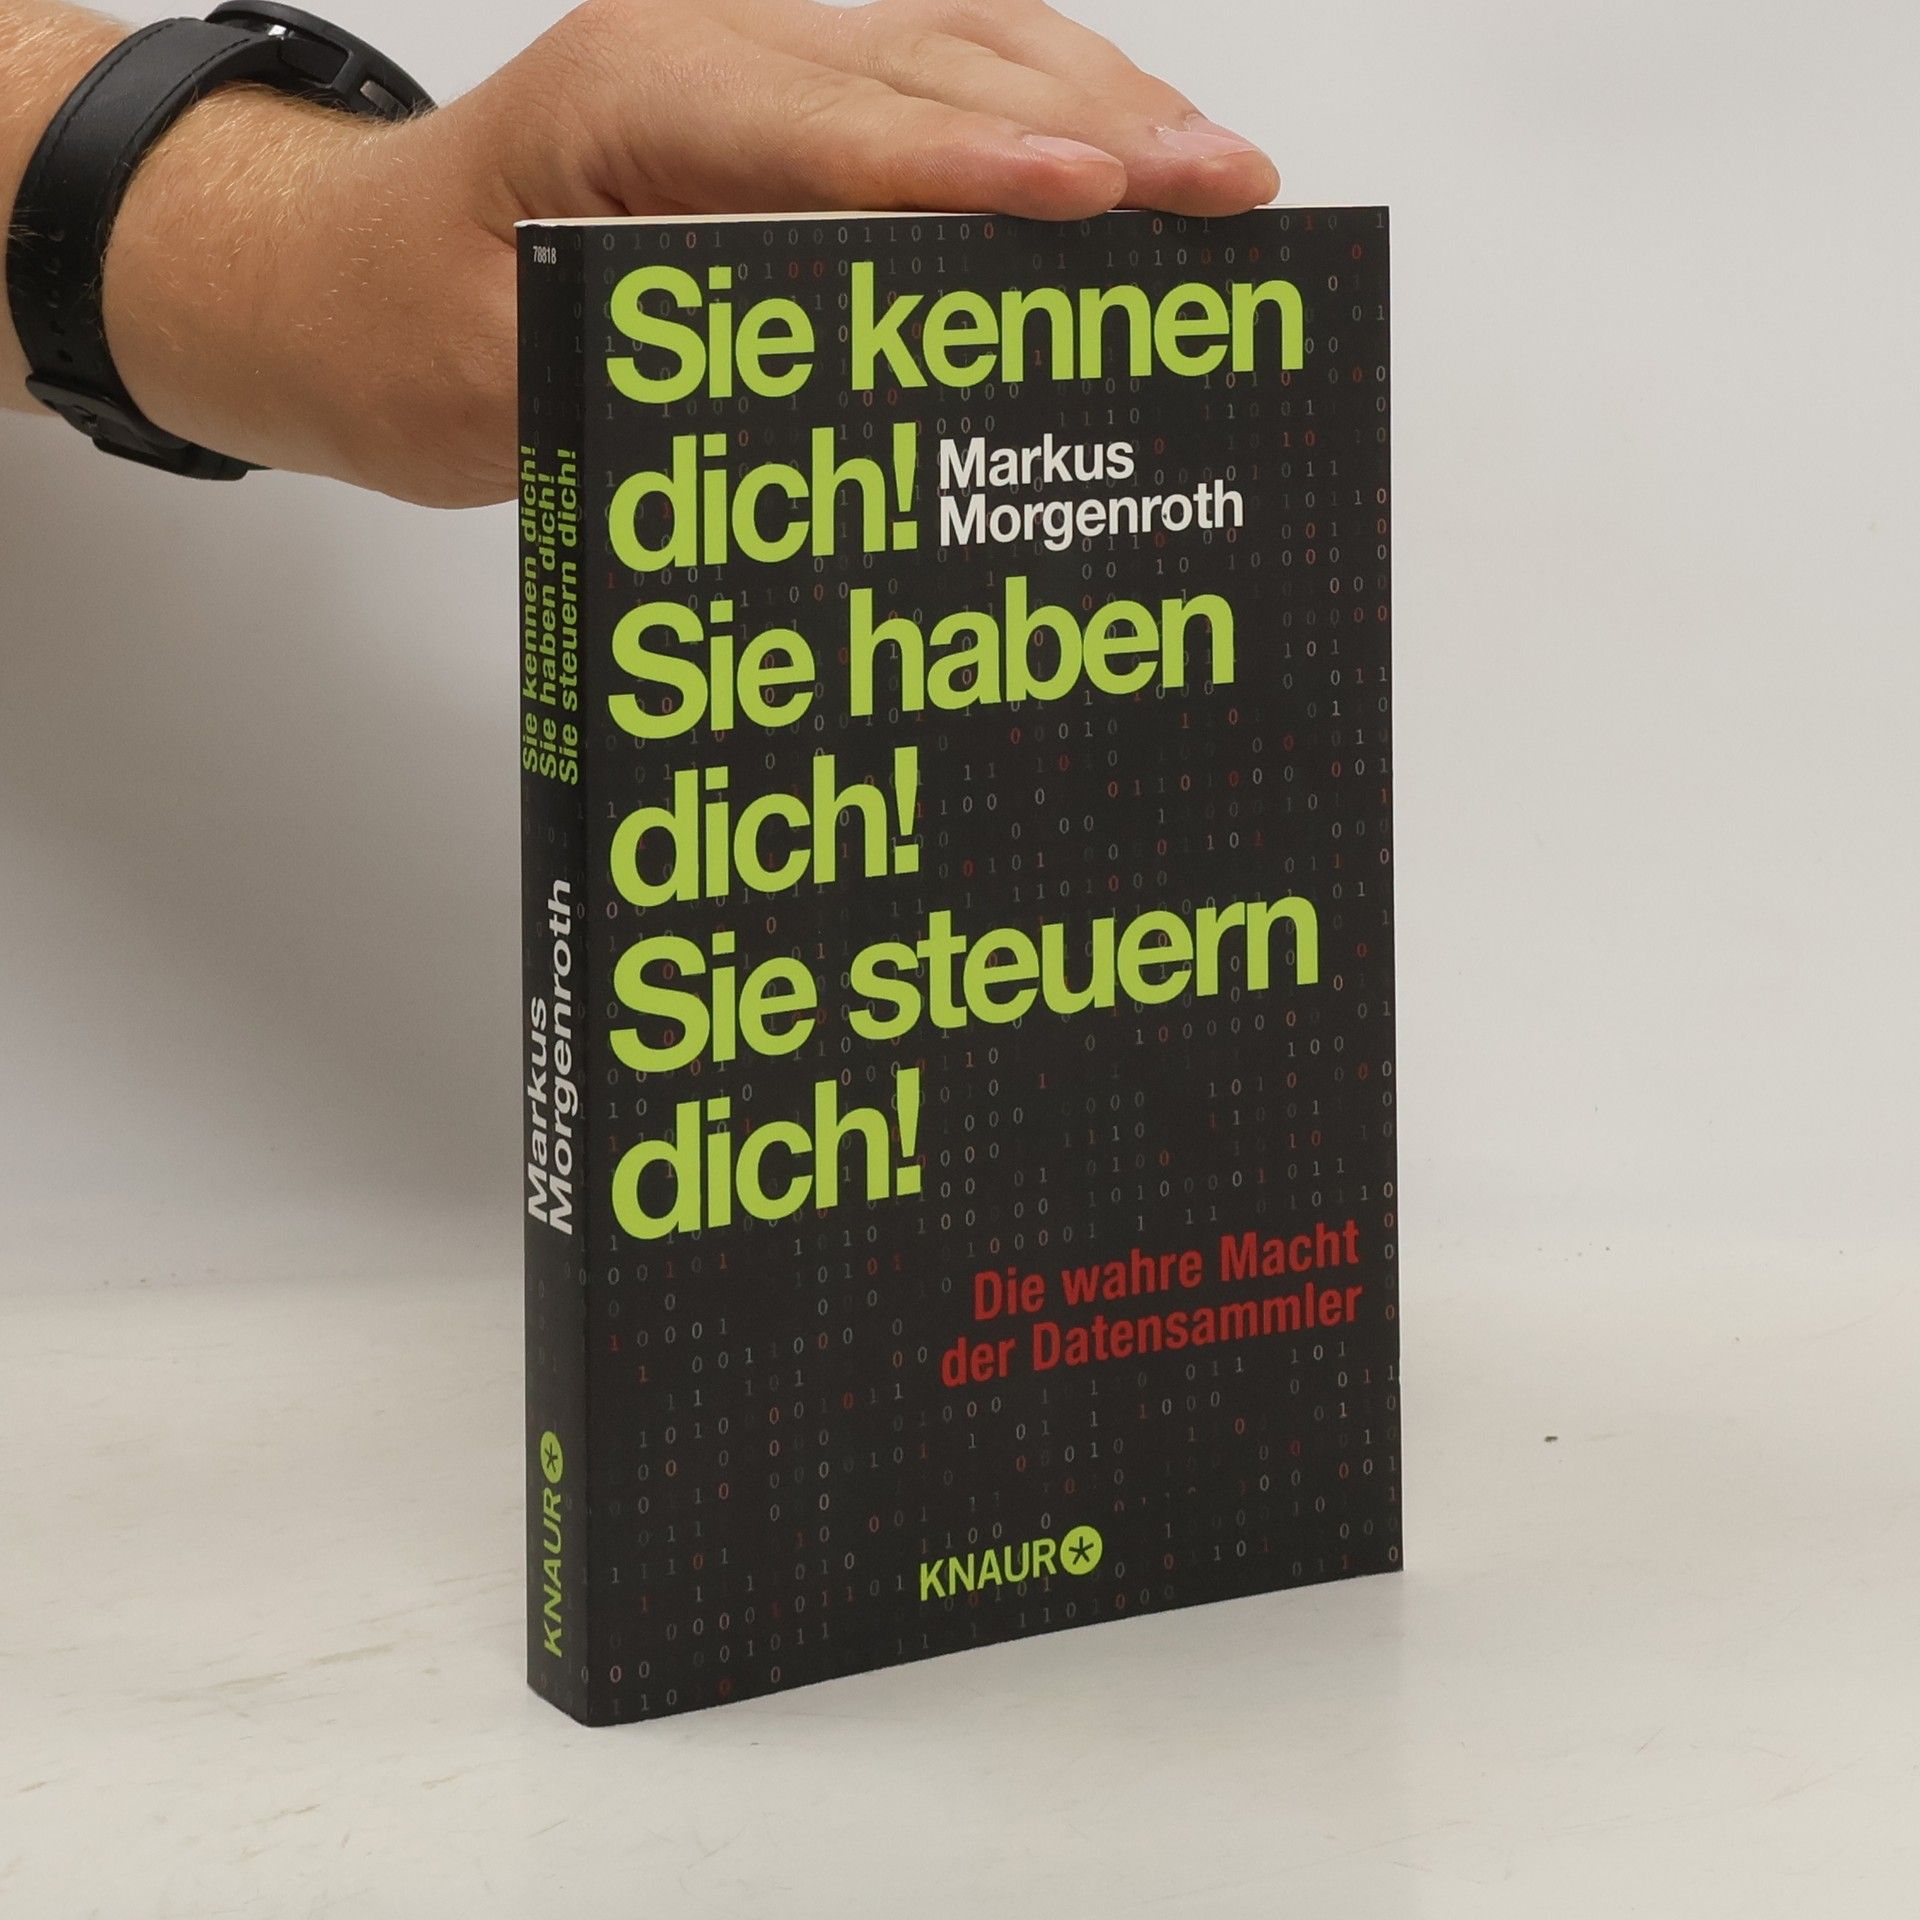 78818
Sie kennen dich!
Sie haben dich!
Sie steuern dich!
Markus
Morgenroth
KNAUR
Sie kennen
dich!
Markus
Morgenroth
Sie haben
dich!
Sie steuern
dich!
Die wahre Macht
der Datensammler
KNAUR